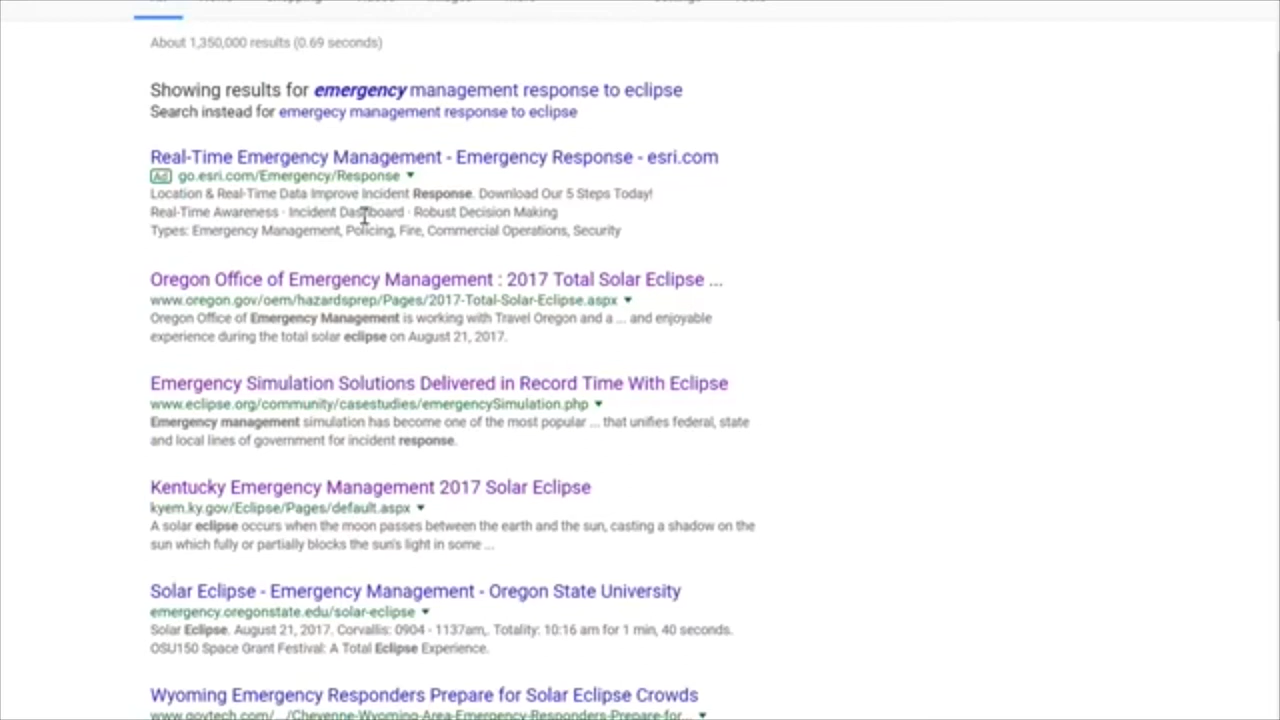 About 1,350,000 results (0.69 seconds)
Showing results for emergency management response to eclipse
Search instead for emergecy management response to eclipse
Real-Time Emergency Management - Emergency Response - esri.com
Ad go.esri.com/Emergency/Response
Location & Real-Time Data Improve Incident Response. Download Our 5 Steps Today!
Real-Time Awareness · Incident Dashboard · Robust Decision Making
Types: Emergency Management, Policing, Fire, Commercial Operations, Security
Oregon Office of Emergency Management : 2017 Total Solar Eclipse ...
www.oregon.gov/oem/hazardsprep/Pages/2017-Total-Solar-Eclipse.aspx
Oregon Office of Emergency Management is working with Travel Oregon and a ... and enjoyable
experience during the total solar eclipse on August 21, 2017.
Emergency Simulation Solutions Delivered in Record Time With Eclipse
www.eclipse.org/community/casestudies/emergencySimulation.php
Emergency management simulation has become one of the most popular ... that unifies federal, state
and local lines of government for incident response.
Kentucky Emergency Management 2017 Solar Eclipse
kyem.ky.gov/Eclipse/Pages/default.aspx
A solar eclipse occurs when the moon passes between the earth and the sun, casting a shadow on the
sun which fully or partially blocks the sun's light in some ...
Solar Eclipse - Emergency Management - Oregon State University
emergency.oregonstate.edu/solar-eclipse
Solar Eclipse. August 21, 2017. Corvallis: 0904 - 1137am,. Totality: 10:16 am for 1 min, 40 seconds.
OSU150 Space Grant Festival: A Total Eclipse Experience.
Wyoming Emergency Responders Prepare for Solar Eclipse Crowds
www.govtech.com/.../Cheyenne-Wyoming-Area-Emergency-Responders-Prepare-for...